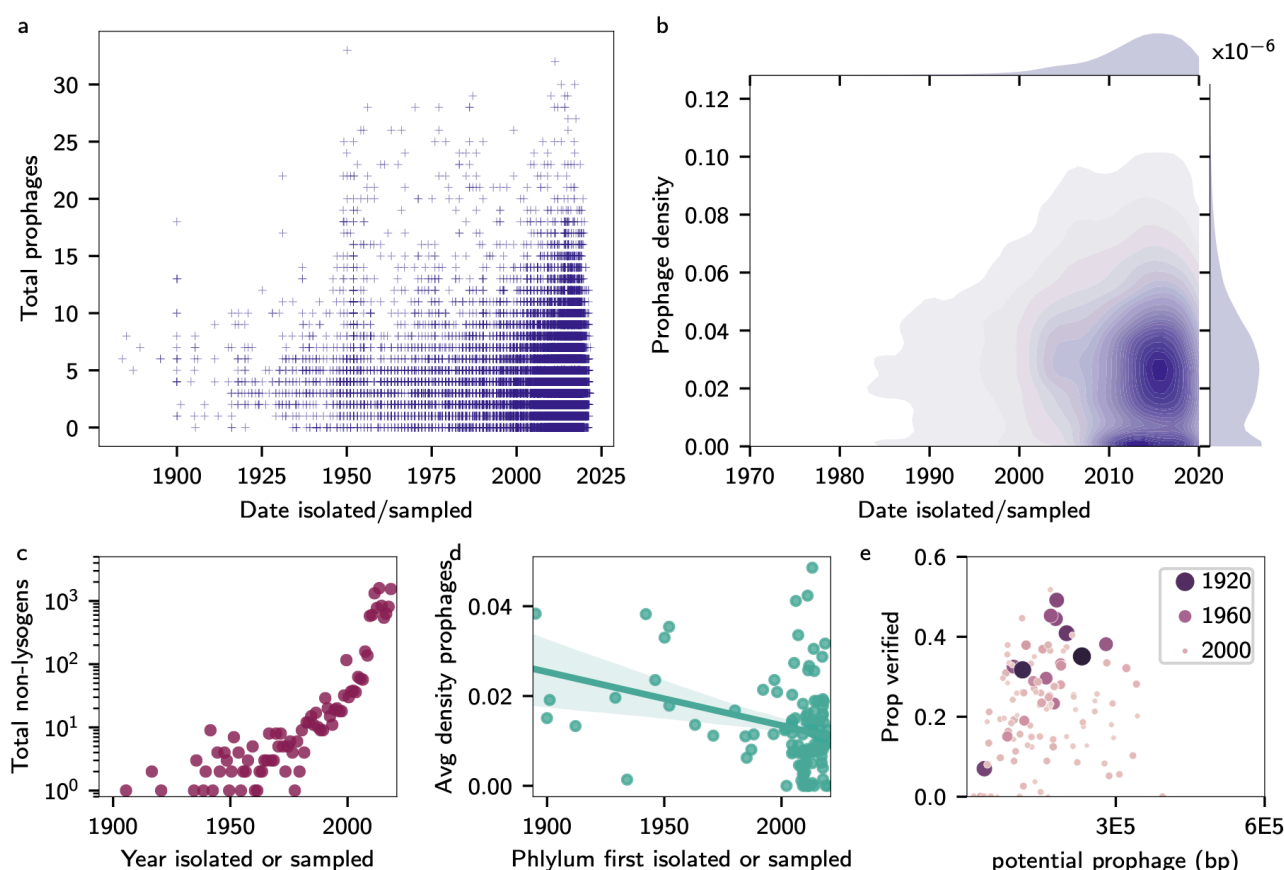 a
Total prophages
30
25
20
15
10
5
0
1900
1925
1950
1975
2000
2025
Date isolated/sampled
b
x10⁻⁶
Prophage density
0.12
0.10
0.08
0.06
0.04
0.02
0.00
1970
1980
1990
2000
2010
2020
Date isolated/sampled
c
Total non-lysogens
10³
10²
10¹
10⁰
1900
1950
2000
Year isolated or sampled
d
Avg density prophages
0.04
0.02
0.00
1900
1950
2000
Phlylum first isolated or sampled
e
Prop verified
0.6
0.4
0.2
0.0
1920
1960
2000
3E5
6E5
potential prophage (bp)